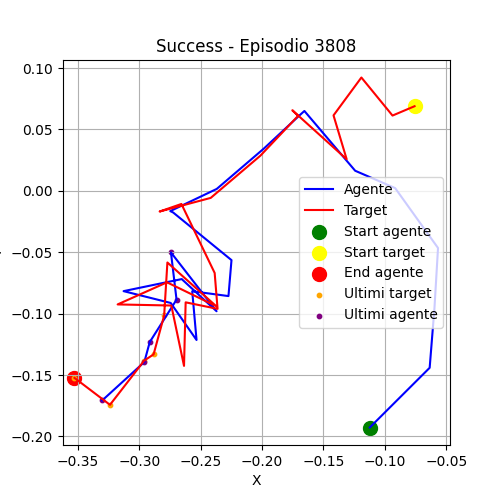 Success - Episodio 3808
0.10
0.05
0.00
−0.05
−0.10
−0.15
−0.20
Agente
Target
Start agente
Start target
End agente
Ultimi target
Ultimi agente
−0.35
−0.30
−0.25
−0.20
−0.15
−0.10
−0.05
X